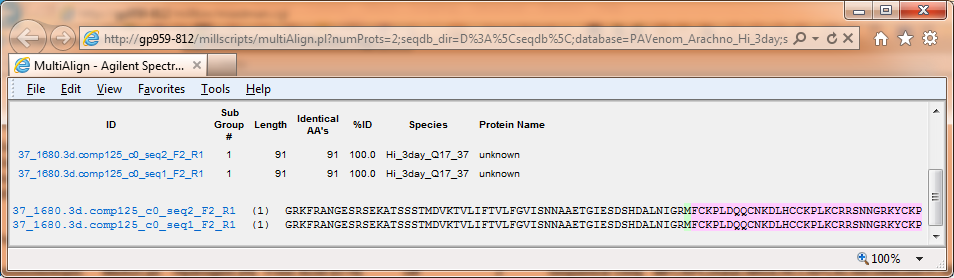 http://gp959-812/millscripts/multiAlign.pl?numProts=2;seqdb_dir=D%3A%5Cseqdb%5C;database=PAVenom_Arachno_Hi_3day;s
MultiAlign - Agilent Spectr...
File Edit View Favorites Tools Help
ID Sub Group # Length Identical AA's %ID Species Protein Name
37_1680.3d.comp125_c0_seq2_F2_R1 1 91 91 100.0 Hi_3day_Q17_37 unknown
37_1680.3d.comp125_c0_seq1_F2_R1 1 91 91 100.0 Hi_3day_Q17_37 unknown
37_1680.3d.comp125_c0_seq2_F2_R1 (1) GRKFRANGESRSEKATSSSTMDVKTVLIFTVLFGVISNNAAETGIESDSHDALNIGRMFCKPLDQQCNKDLHCCKPLKCRRSNNGRKYCKP
37_1680.3d.comp125_c0_seq1_F2_R1 (1) GRKFRANGESRSEKATSSSTMDVKTVLIFTVLFGVISNNAAETGIESDSHDALNIGRMFCKPLDQQCNKDLHCCKPLKCRRSNNGRKYCKP
100%